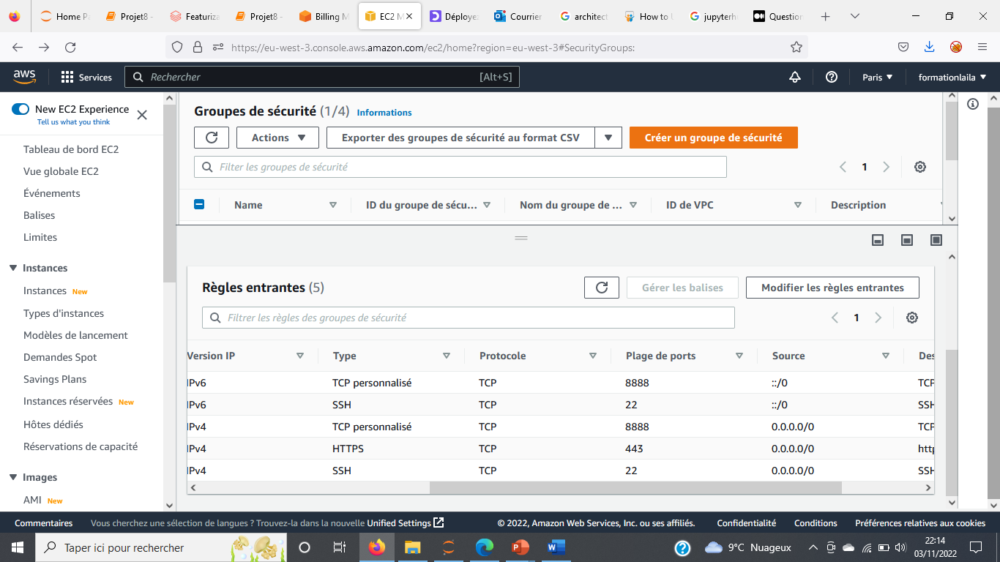 Home Pa
Projet8 -
Featuriza
Projet8 -
Billing M
EC2 M
Déployez
Courrier
architect
How to U
jupyterhu
Question
https://eu-west-3.console.aws.amazon.com/ec2/home?region=eu-west-3#SecurityGroups:
aws
Services
Rechercher
[Alt+S]
Paris ▼
formationlaila ▼
New EC2 Experience
Tell us what you think
Tableau de bord EC2
Vue globale EC2
Événements
Balises
Limites
Instances
Instances New
Types d'instances
Modèles de lancement
Demandes Spot
Savings Plans
Instances réservées New
Hôtes dédiés
Réservations de capacité
Images
AMI New
Groupes de sécurité (1/4) Informations
Actions ▼
Exporter des groupes de sécurité au format CSV
Créer un groupe de sécurité
Filter les groupes de sécurité
1
Name
ID du groupe de sécu...
Nom du groupe de ...
ID de VPC
Description
Règles entrantes (5)
Gérer les balises
Modifier les règles entrantes
Filtrer les règles des groupes de sécurité
1
Version IP Type Protocole Plage de ports Source Des
IPv6 TCP personnalisé TCP 8888 ::/0 TCP
IPv6 SSH TCP 22 ::/0 SSH
IPv4 TCP personnalisé TCP 8888 0.0.0.0/0 TCP
IPv4 HTTPS TCP 443 0.0.0.0/0 http
IPv4 SSH TCP 22 0.0.0.0/0 SSH
Commentaires
Vous cherchez une sélection de langues ? Trouvez-la dans la nouvelle Unified Settings
© 2022, Amazon Web Services, Inc. ou ses affiliés.
Confidentialité
Conditions
Préférences relatives aux cookies
Taper ici pour rechercher
9°C Nuageux
22:14
03/11/2022